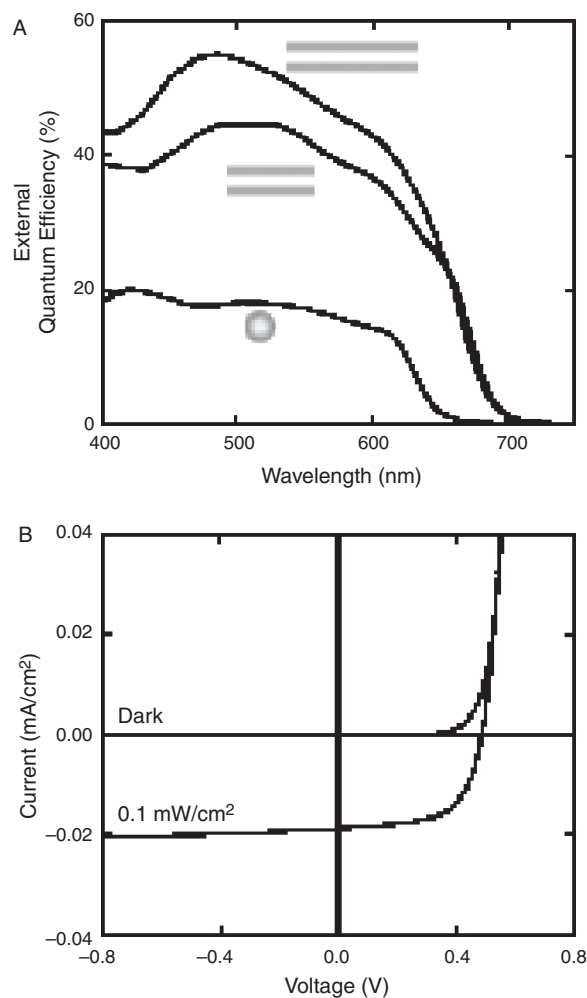 A
External
Quantum Efficiency (%)
60
40
20
0
400
500
600
700
Wavelength (nm)
B
Current (mA/cm²)
0.04
0.02
0.00
−0.02
−0.04
Dark
0.1 mW/cm²
−0.8
−0.4
0.0
0.4
0.8
Voltage (V)